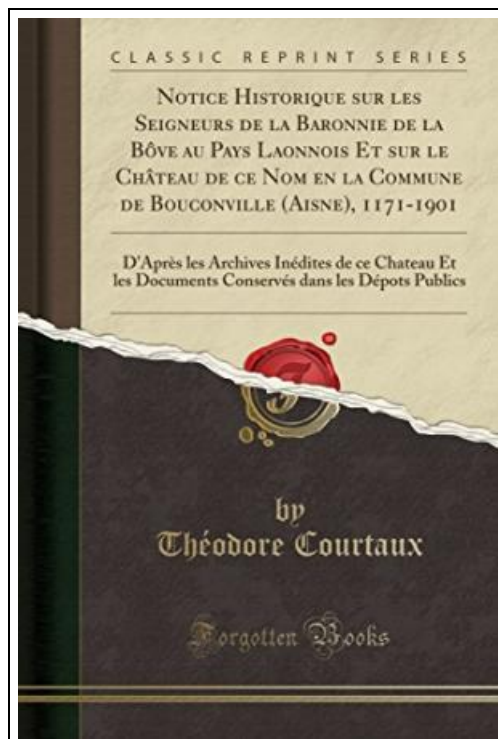 CLASSIC REPRINT SERIES
NOTICE HISTORIQUE SUR LES
SEIGNEURS DE LA BARONNIE DE LA
BÔVE AU PAYS LAONNOIS ET SUR LE
CHÂTEAU DE CE NOM EN LA COMMUNE
DE BOUCONVILLE (AISNE), 1171-1901
D'Après les Archives Inédites de ce Chateau Et
les Documents Conservés dans les Dépots Publics
by
Théodore Courtaux
Forgotten Books